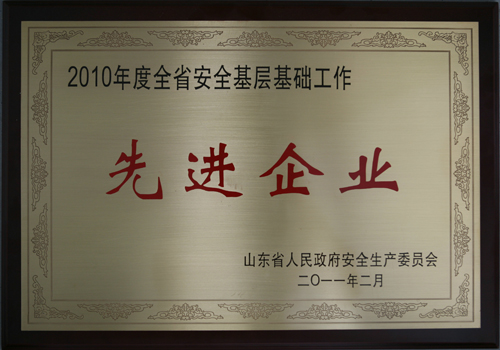 2010年度全省安全基层基础工作
先进企业
山东省人民政府安全生产委员会
二〇一一年二月